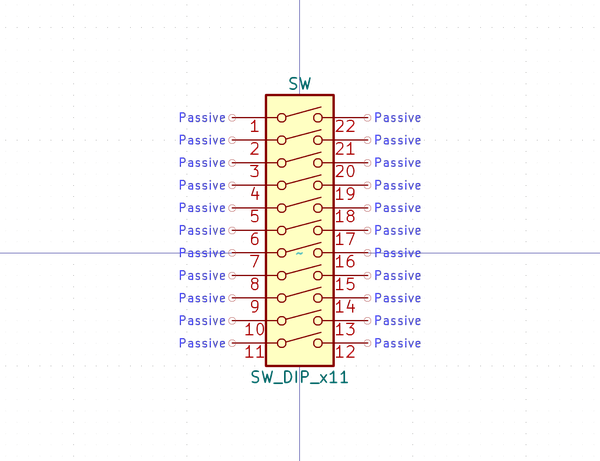 SW
Passive 1 22 Passive
Passive 2 21 Passive
Passive 3 20 Passive
Passive 4 19 Passive
Passive 5 18 Passive
Passive 6 17 Passive
Passive 7 ~ 16 Passive
Passive 8 15 Passive
Passive 9 14 Passive
Passive 10 13 Passive
Passive 11 12 Passive
SW_DIP_x11